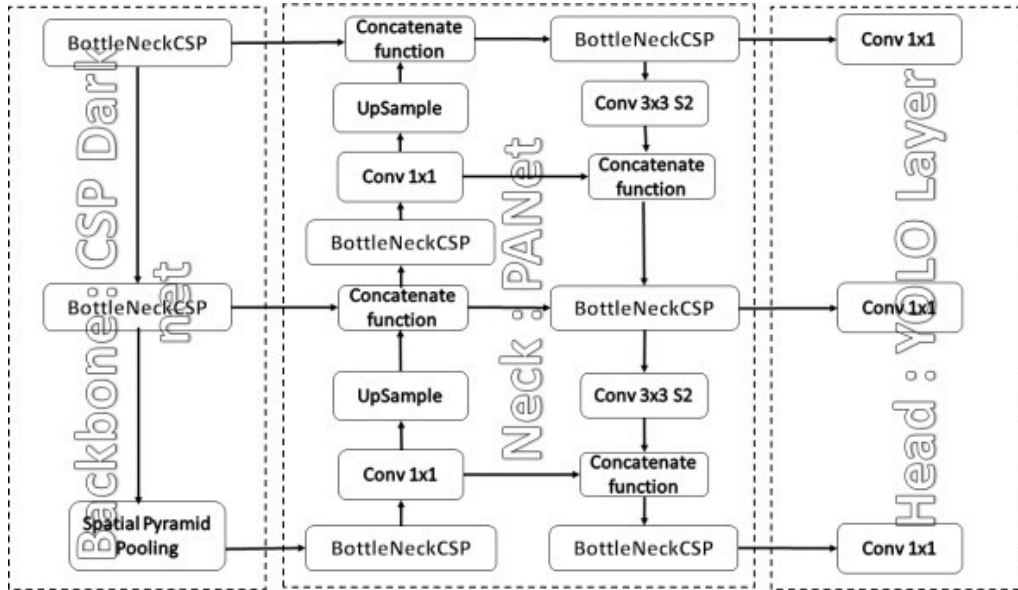 BottleNeckCSP
BottleNeckCSP
Spatial Pyramid
Pooling
Backbone : CSP Dark
net
Concatenate
function
UpSample
Conv 1x1
BottleNeckCSP
Concatenate
function
UpSample
Conv 1x1
BottleNeckCSP
Neck : PANet
BottleNeckCSP
Conv 3x3 S2
Concatenate
function
BottleNeckCSP
Conv 3x3 S2
Concatenate
function
BottleNeckCSP
Conv 1x1
Conv 1x1
Conv 1x1
Head : YOLO Layer